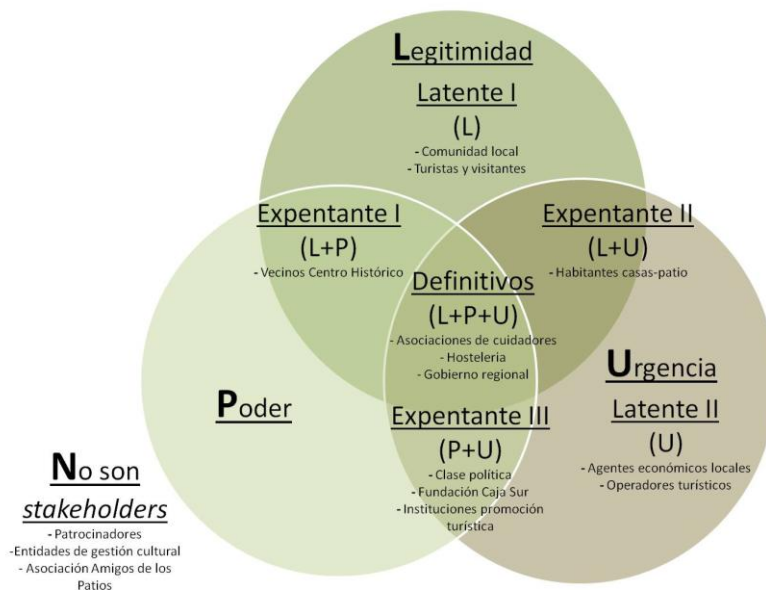 Legitimidad
Latente I
(L)
- Comunidad local
- Turistas y visitantes
Expentante I
(L+P)
- Vecinos Centro Histórico
Expentante II
(L+U)
- Habitantes casas-patio
Definitivos
(L+P+U)
- Asociaciones de cuidadores
- Hosteleria
- Gobierno regional
Poder
Urgencia
Latente II
(U)
- Agentes económicos locales
- Operadores turísticos
Expentante III
(P+U)
- Clase política
- Fundación Caja Sur
- Instituciones promoción
turística
No son
stakeholders
- Patrocinadores
-Entidades de gestión cultural
- Asociación Amigos de los
Patios